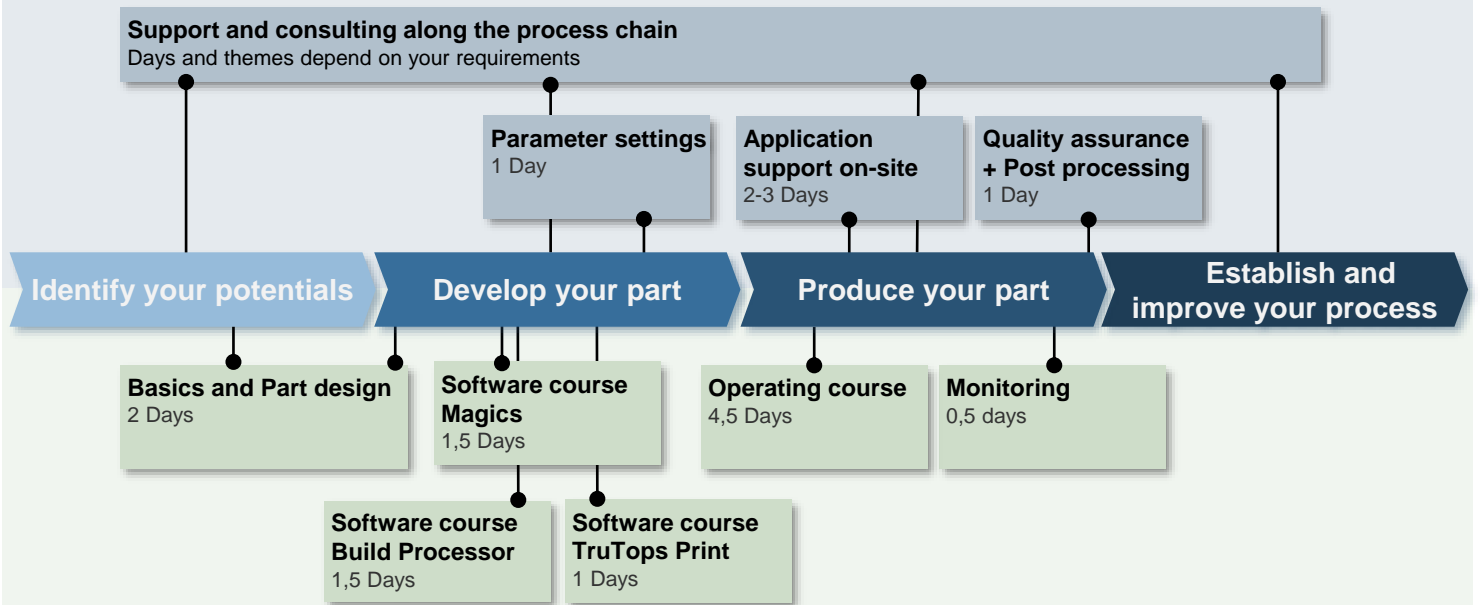 Support and consulting along the process chain
Days and themes depend on your requirements
Parameter settings
1 Day
Application
support on-site
2-3 Days
Quality assurance
+ Post processing
1 Day
Identify your potentials
Develop your part
Produce your part
Establish and
improve your process
Basics and Part design
2 Days
Software course
Magics
1,5 Days
Operating course
4,5 Days
Monitoring
0,5 days
Software course
Build Processor
1,5 Days
Software course
TruTops Print
1 Days